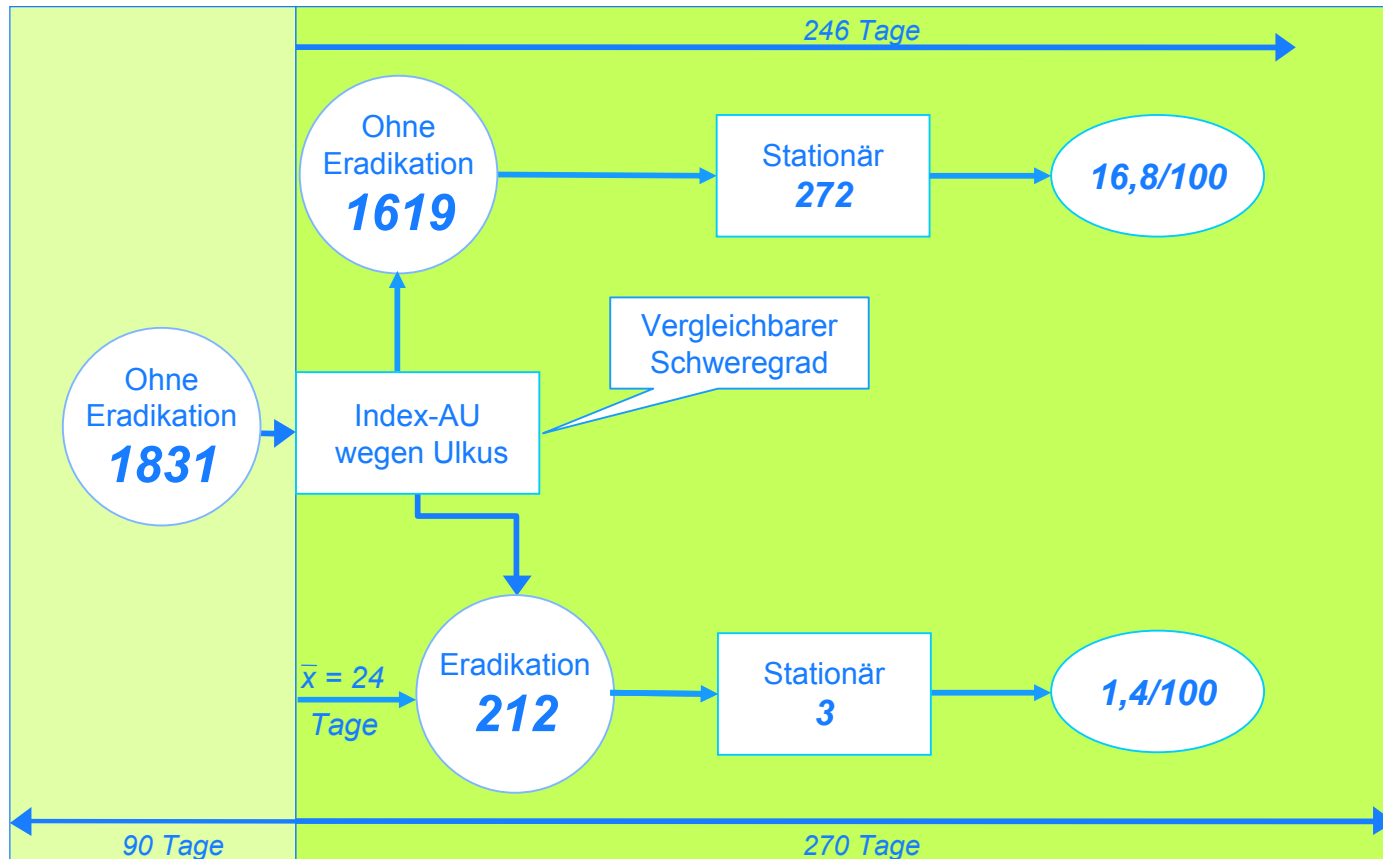 246 Tage
Ohne
Eradikation
1619
Stationär
272
16,8/100
Vergleichbarer
Schweregrad
Ohne
Eradikation
1831
Index-AU
wegen Ulkus
x̅ = 24
Tage
Eradikation
212
Stationär
3
1,4/100
90 Tage
270 Tage